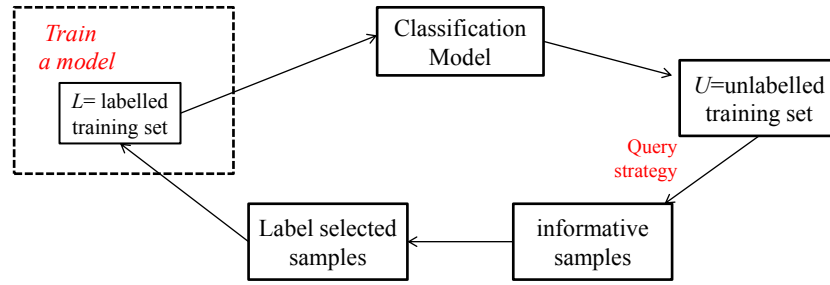 Train
a model
L= labelled
training set
Classification
Model
U=unlabelled
training set
Query
strategy
informative
samples
Label selected
samples